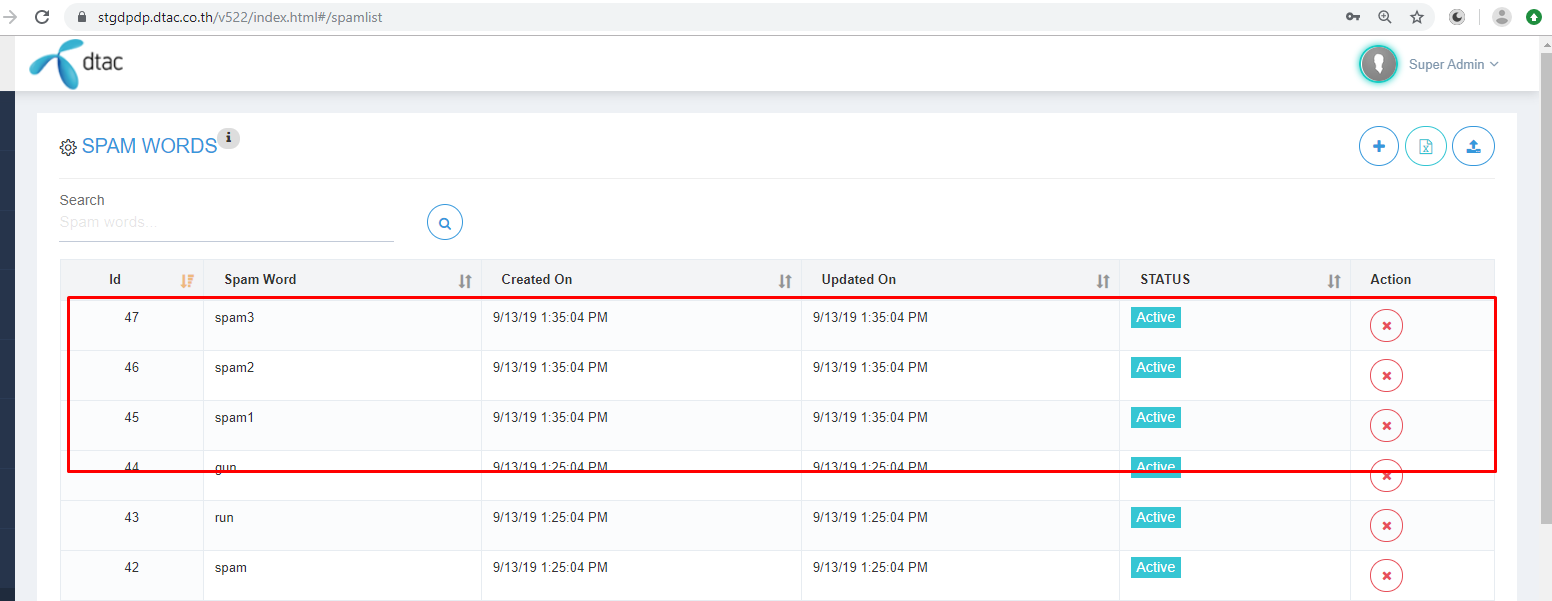 stgdpdp.dtac.co.th/v522/index.html#/spamlist
dtac
Super Admin
SPAM WORDS i
Search
Spam words...
Id Spam Word Created On Updated On STATUS Action
47 spam3 9/13/19 1:35:04 PM 9/13/19 1:35:04 PM Active
46 spam2 9/13/19 1:35:04 PM 9/13/19 1:35:04 PM Active
45 spam1 9/13/19 1:35:04 PM 9/13/19 1:35:04 PM Active
44 gun 9/13/19 1:25:04 PM 9/13/19 1:25:04 PM Active
43 run 9/13/19 1:25:04 PM 9/13/19 1:25:04 PM Active
42 spam 9/13/19 1:25:04 PM 9/13/19 1:25:04 PM Active